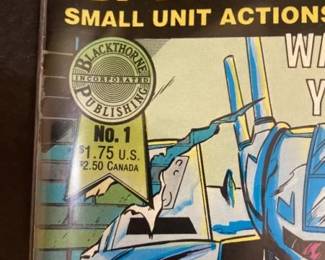 SMALL UNIT ACTIONS
BLACKTHORNE
INCORPORATED
PUBLISHING
No. 1
$1.75 U.S.
$2.50 CANADA